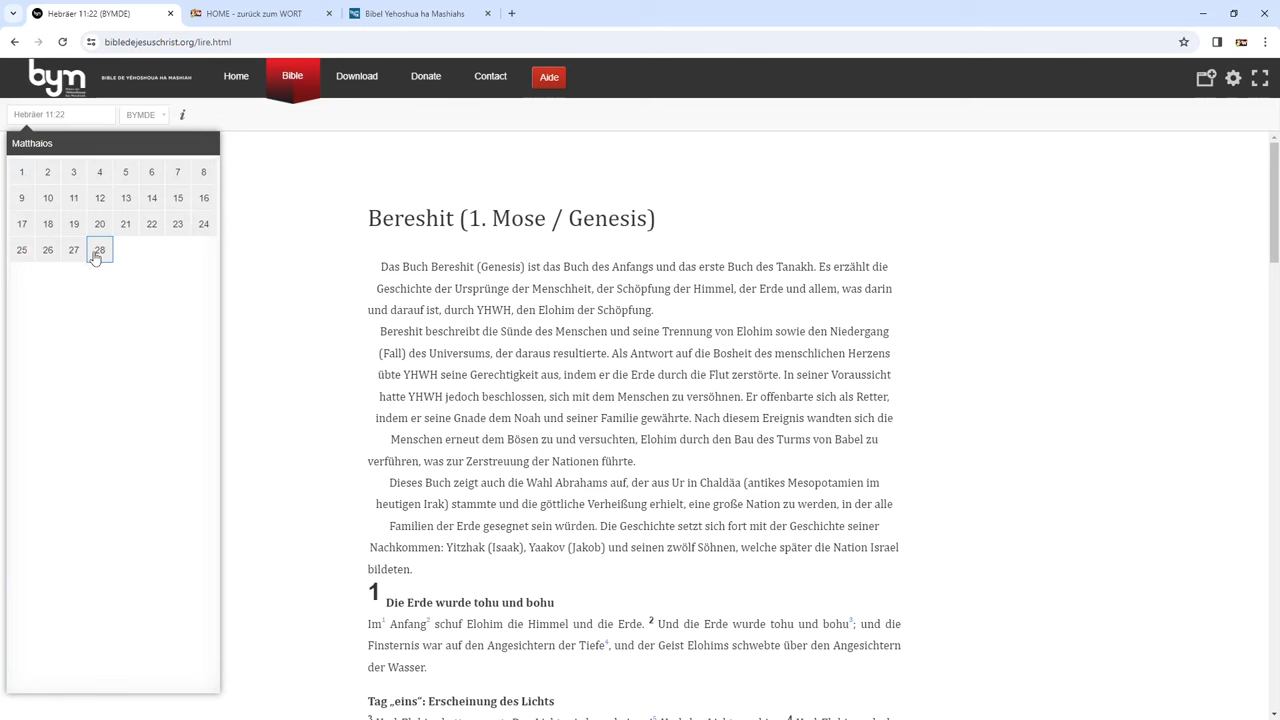 Hebräer 11:22 (BYMDE)
HOME - zurück zum WORT
Bibel Yehoshua ha Mashiahs
bibledejesuschrist.org/lire.html
bym
BIBLE DE YÉHOSHOUA HA MASHIAH
Home
Bible
Download
Donate
Contact
Aide
Hebräer 11:22
BYMDE
i
Matthaios
1 2 3 4 5 6 7 8
9 10 11 12 13 14 15 16
17 18 19 20 21 22 23 24
25 26 27 28
Bereshit (1. Mose / Genesis)
Das Buch Bereshit (Genesis) ist das Buch des Anfangs und das erste Buch des Tanakh. Es erzählt die
Geschichte der Ursprünge der Menschheit, der Schöpfung der Himmel, der Erde und allem, was darin
und darauf ist, durch YHWH, den Elohim der Schöpfung.
Bereshit beschreibt die Sünde des Menschen und seine Trennung von Elohim sowie den Niedergang
(Fall) des Universums, der daraus resultierte. Als Antwort auf die Bosheit des menschlichen Herzens
übte YHWH seine Gerechtigkeit aus, indem er die Erde durch die Flut zerstörte. In seiner Voraussicht
hatte YHWH jedoch beschlossen, sich mit dem Menschen zu versöhnen. Er offenbarte sich als Retter,
indem er seine Gnade dem Noah und seiner Familie gewährte. Nach diesem Ereignis wandten sich die
Menschen erneut dem Bösen zu und versuchten, Elohim durch den Bau des Turms von Babel zu
verführen, was zur Zerstreuung der Nationen führte.
Dieses Buch zeigt auch die Wahl Abrahams auf, der aus Ur in Chaldäa (antikes Mesopotamien im
heutigen Irak) stammte und die göttliche Verheißung erhielt, eine große Nation zu werden, in der alle
Familien der Erde gesegnet sein würden. Die Geschichte setzt sich fort mit der Geschichte seiner
Nachkommen: Yitzhak (Isaak), Yaakov (Jakob) und seinen zwölf Söhnen, welche später die Nation Israel
bildeten.
1 Die Erde wurde tohu und bohu
Im1 Anfang2 schuf Elohim die Himmel und die Erde. 2 Und die Erde wurde tohu und bohu3; und die
Finsternis war auf den Angesichtern der Tiefe4, und der Geist Elohims schwebte über den Angesichtern
der Wasser.
Tag „eins“: Erscheinung des Lichts